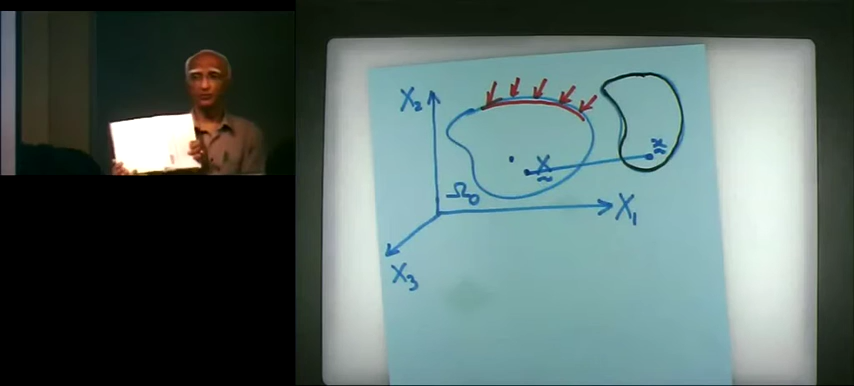 X₂
X
x
Ω₀
X₁
X₃